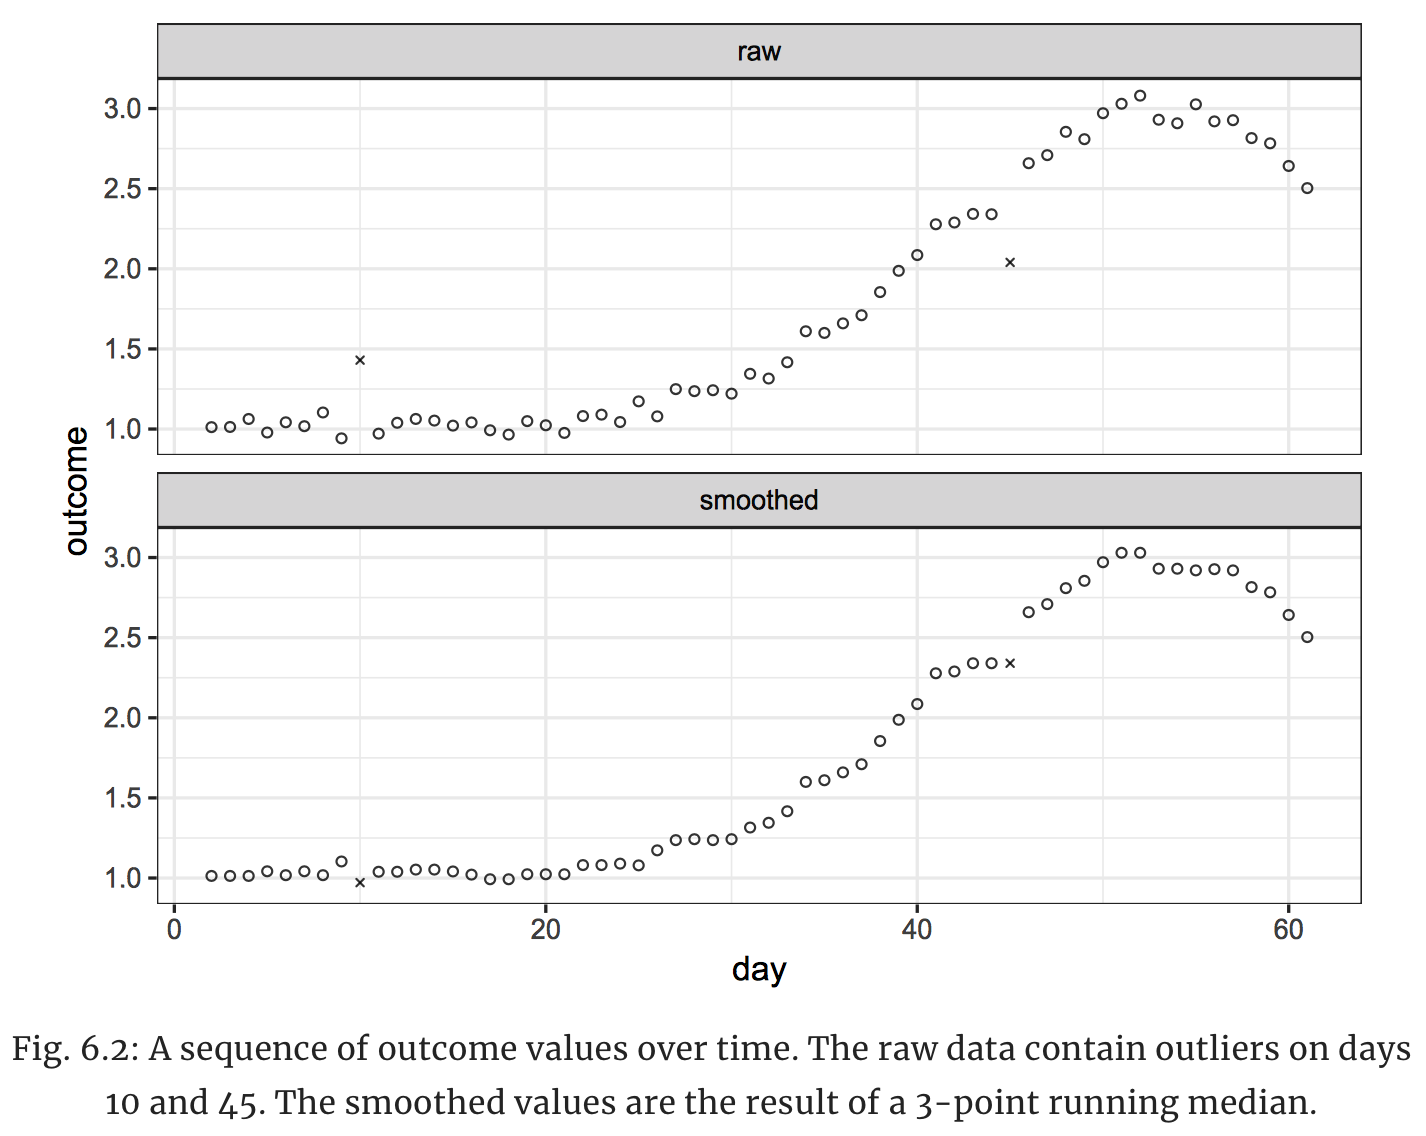 raw
3.0
2.5
2.0
1.5
1.0
outcome
smoothed
3.0
2.5
2.0
1.5
1.0
0 20 40 60
day
Fig. 6.2: A sequence of outcome values over time. The raw data contain outliers on days
10 and 45. The smoothed values are the result of a 3-point running median.